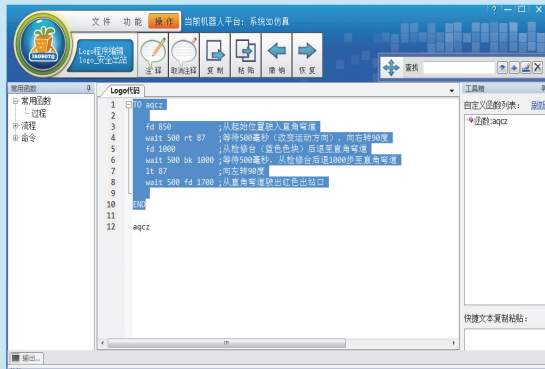 文件 功能 操作 当前机器人平台：系统3D仿真
Logo程序编辑
logo_安全出站
注释 取消注释 复制 粘贴 撤销 恢复
查找
常用函数
Logo代码
工具箱
常用函数
过程
流程
命令
1 TO aqcz
2
3 fd 850 ;从起始位置驶入直角弯道
4 wait 500 rt 87 ;等待500毫秒（改变运动方向），向右转90度
5 fd 1000 ;从检修台（蓝色色块）后退至直角弯道
6 wait 500 bk 1000 ;等待500毫秒，从检修台后退1000步至直角弯道
7 lt 87 ;向左转90度
8 wait 500 fd 1700 ;从直角弯道驶出红色出站口
9
10 END
11
12 aqcz
自定义函数列表： 刷新
函数:aqcz
快捷文本复制粘贴：
输出...